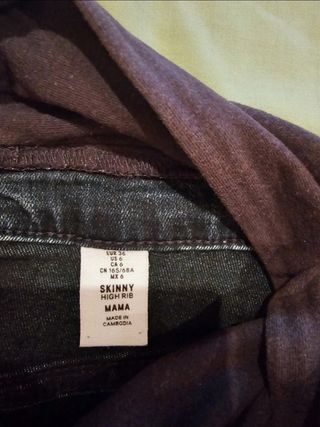 EUR 36
US 6
CA 6
CN 165/68A
MX 6
SKINNY
HIGH RIB
MAMA
MADE IN
CAMBODIA